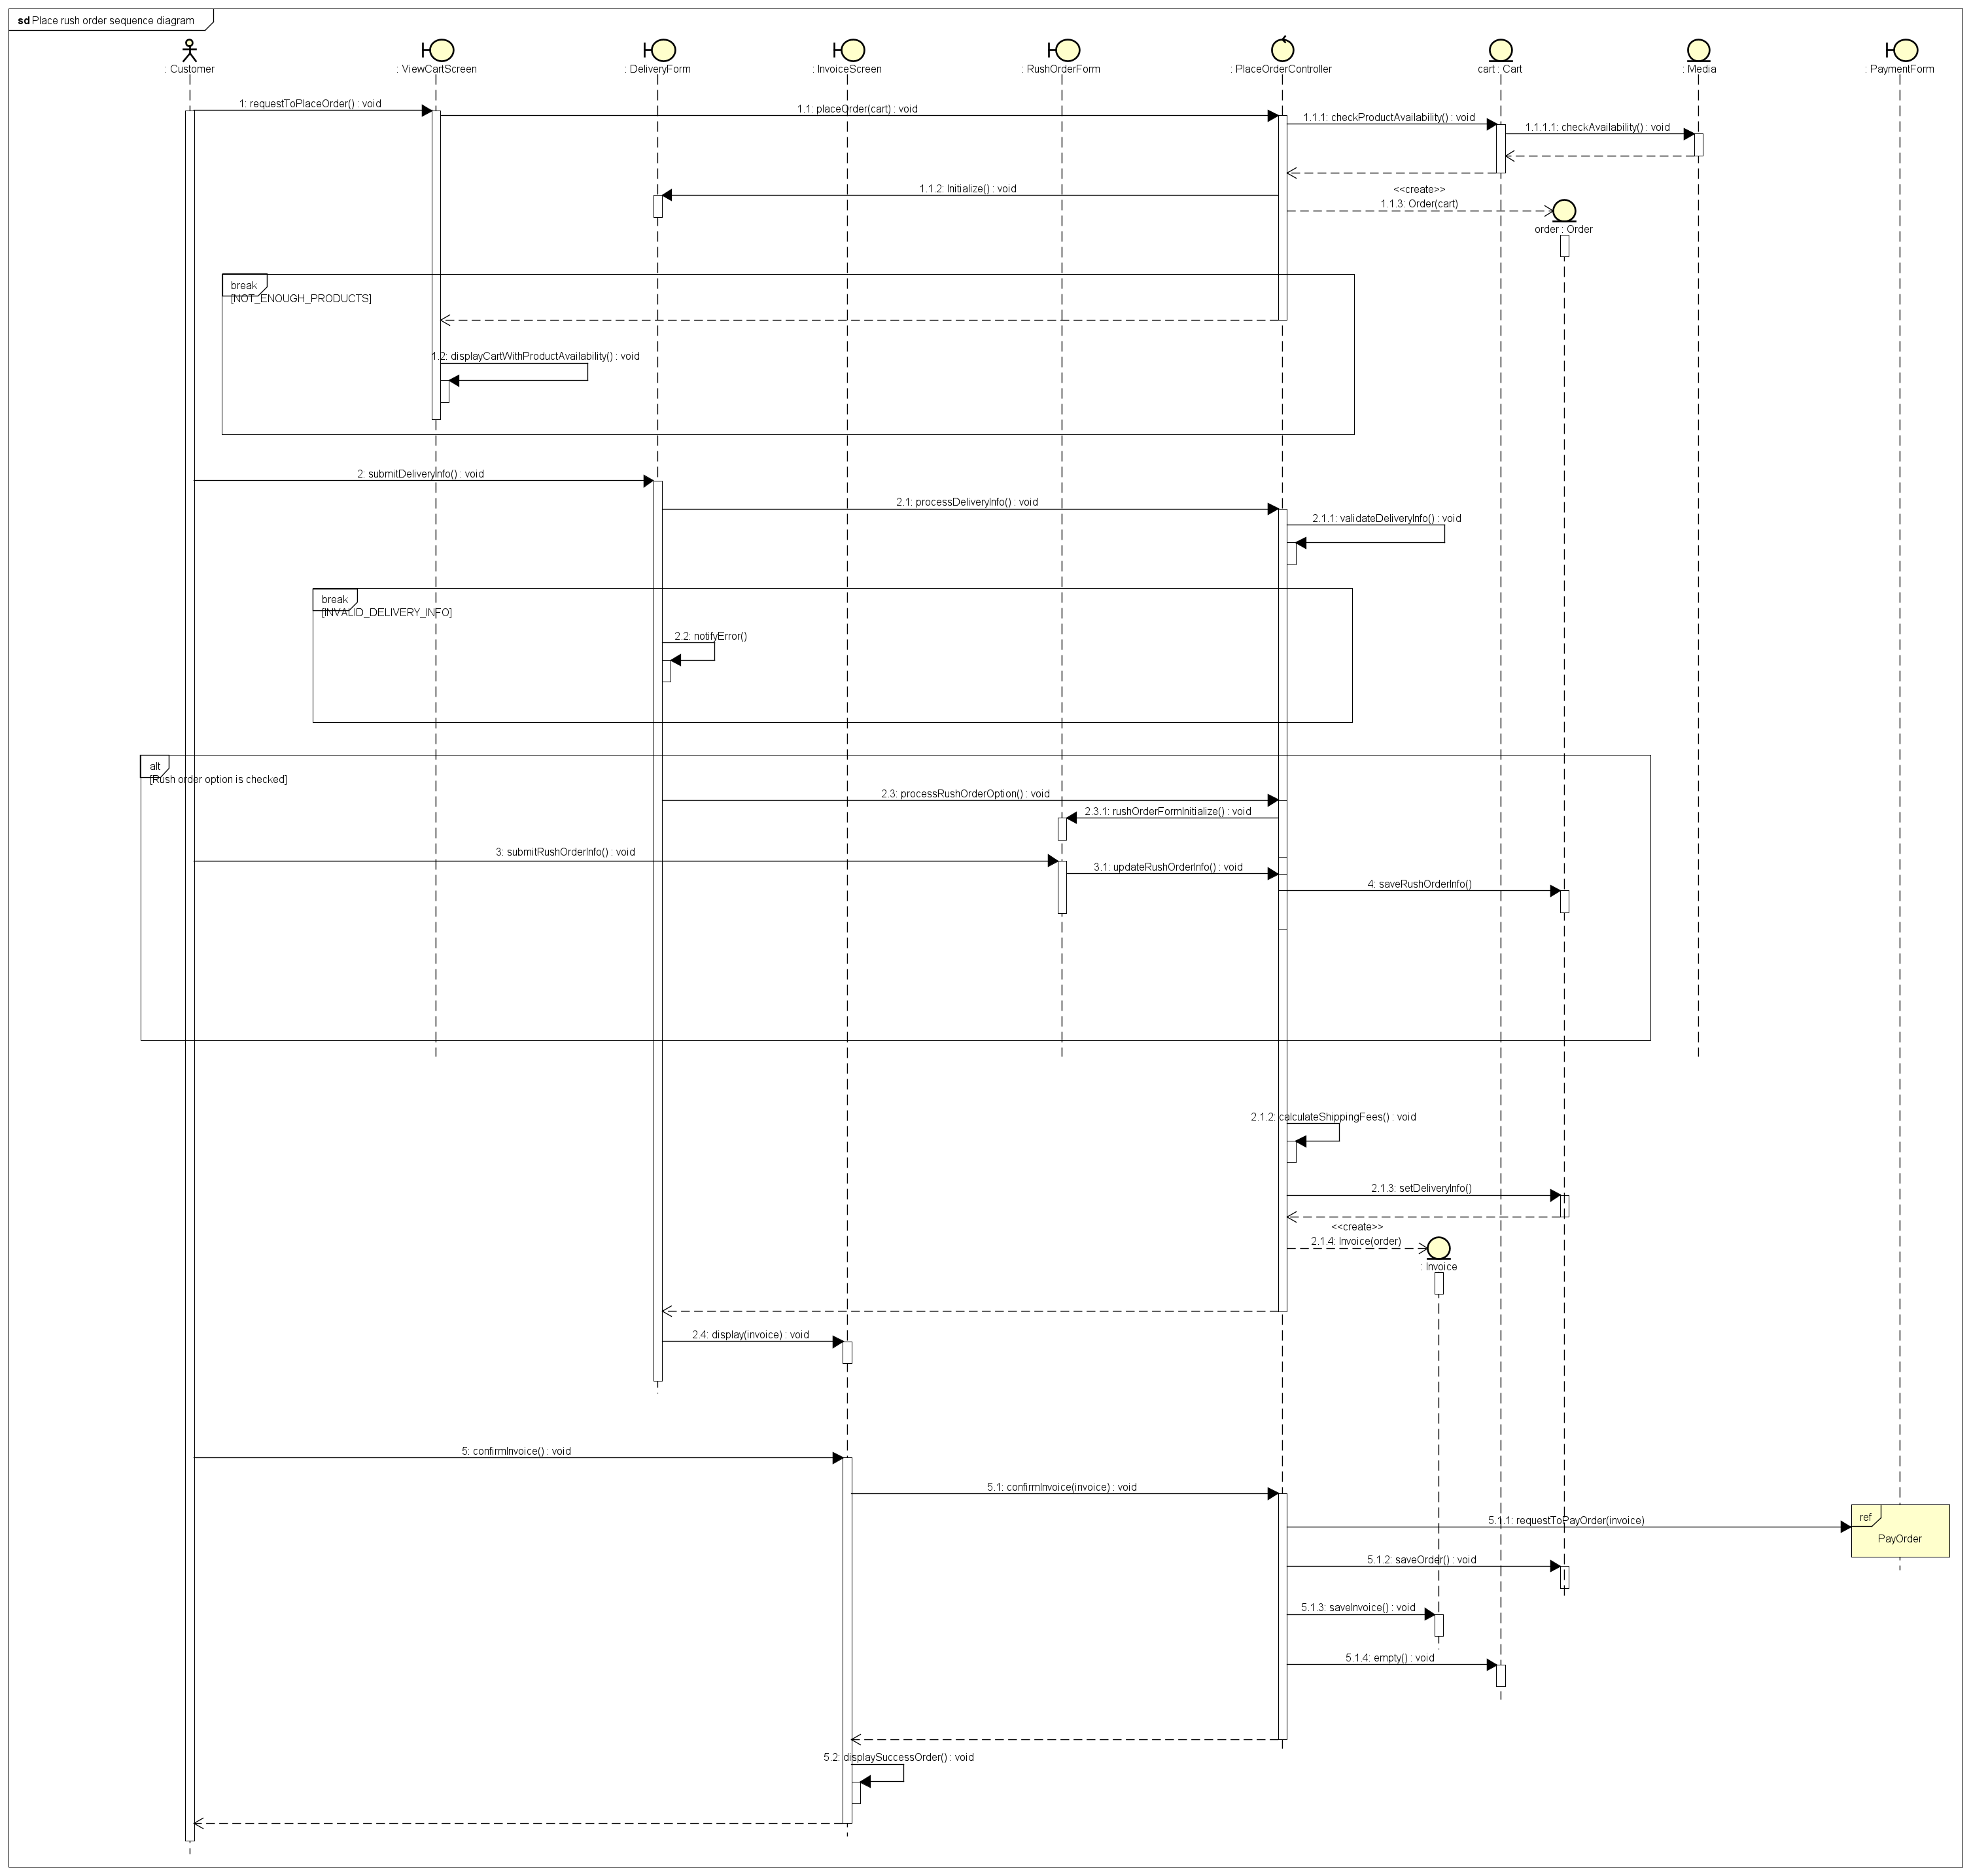 sd Place rush order sequence diagram
: Customer
: ViewCartScreen
: DeliveryForm
: InvoiceScreen
: RushOrderForm
: PlaceOrderController
cart : Cart
: Media
: PaymentForm
1: requestToPlaceOrder() : void
1.1: placeOrder(cart) : void
1.1.1: checkProductAvailability() : void
1.1.1.1: checkAvailability() : void
1.1.2: Initialize() : void
<<create>>
1.1.3: Order(cart)
order : Order
break
[NOT_ENOUGH_PRODUCTS]
1.2: displayCartWithProductAvailability() : void
2: submitDeliveryInfo() : void
2.1: processDeliveryInfo() : void
2.1.1: validateDeliveryInfo() : void
break
[INVALID_DELIVERY_INFO]
2.2: notifyError()
alt
[Rush order option is checked]
2.3: processRushOrderOption() : void
2.3.1: rushOrderFormInitialize() : void
3: submitRushOrderInfo() : void
3.1: updateRushOrderInfo() : void
4: saveRushOrderInfo()
2.1.2: calculateShippingFees() : void
2.1.3: setDeliveryInfo()
<<create>>
2.1.4: Invoice(order)
: Invoice
2.4: display(invoice) : void
5: confirmInvoice() : void
5.1: confirmInvoice(invoice) : void
ref
5.1.1: requestToPayOrder(invoice)
PayOrder
5.1.2: saveOrder() : void
5.1.3: saveInvoice() : void
5.1.4: empty() : void
5.2: displaySuccessOrder() : void